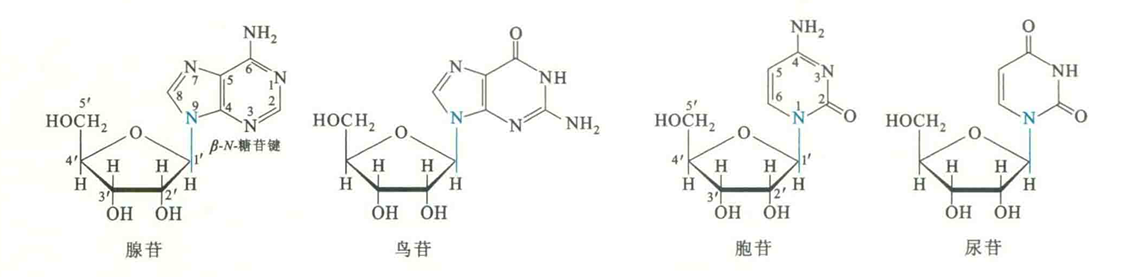 NH₂
O
NH₂
O
N
7
5
6
N
1
2
8
9
N
4
N
3
β-N-糖苷键
5′
HOCH₂
O
4′
1′
H
H
H
H
3′
2′
OH
OH
N
NH
N
N
NH₂
HOCH₂
O
H
H
H
H
OH
OH
4
5
N
3
6
1
N
2
O
5′
HOCH₂
O
4′
1′
H
H
H
H
3′
2′
OH
OH
NH
N
O
HOCH₂
O
H
H
H
H
OH
OH
腺苷
鸟苷
胞苷
尿苷